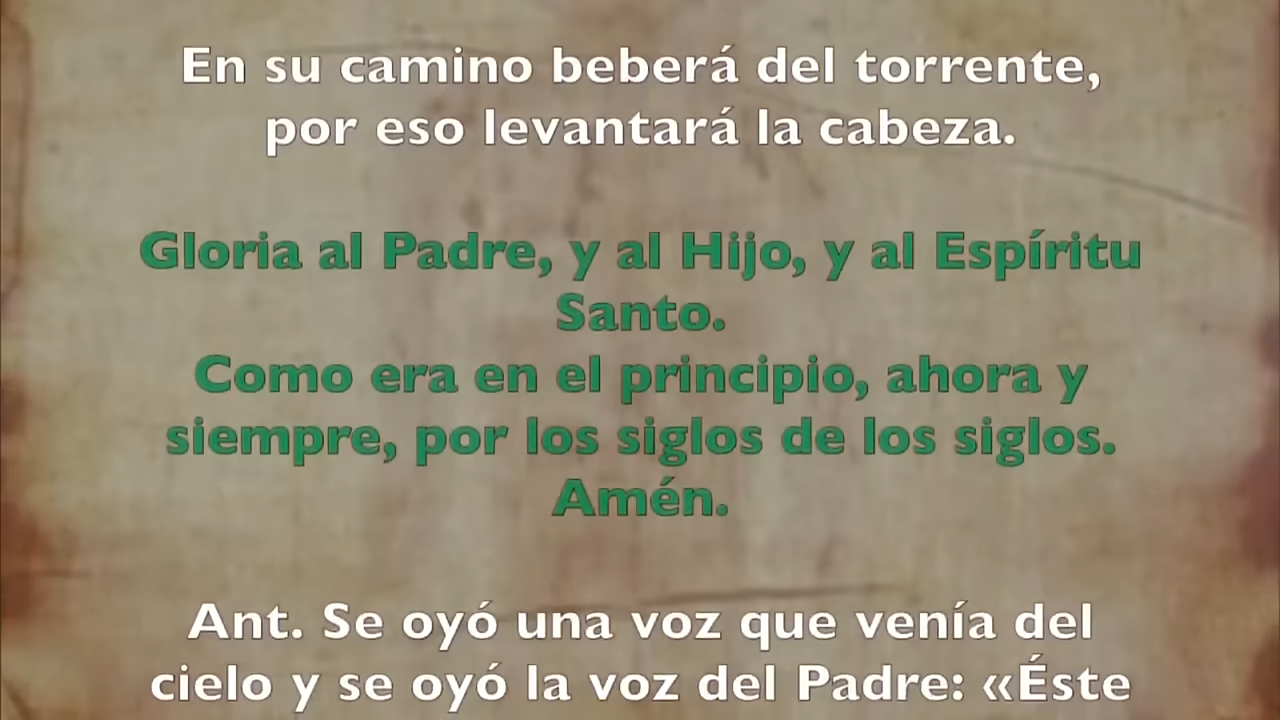 En su camino beberá del torrente,
por eso levantará la cabeza.
Gloria al Padre, y al Hijo, y al Espíritu
Santo.
Como era en el principio, ahora y
siempre, por los siglos de los siglos.
Amén.
Ant. Se oyó una voz que venía del
cielo y se oyó la voz del Padre: «Éste